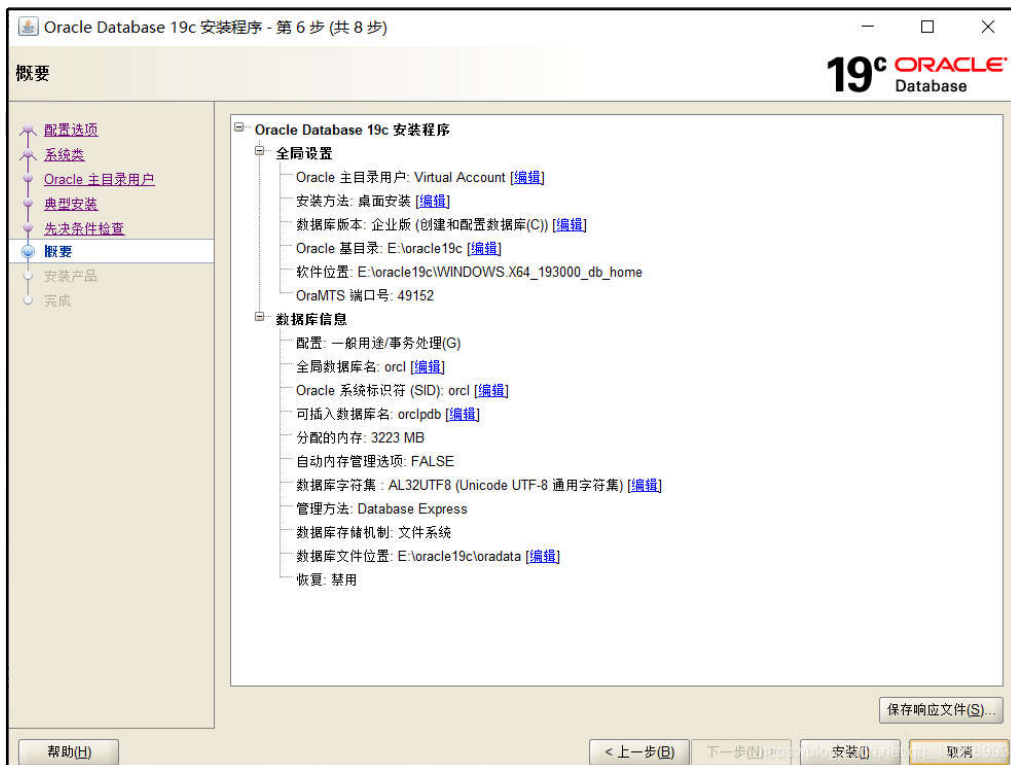 Oracle Database 19c 安装程序 - 第 6 步 (共 8 步)
概要
19c ORACLE
Database
配置选项
系统类
Oracle 主目录用户
典型安装
先决条件检查
概要
安装产品
完成
Oracle Database 19c 安装程序
全局设置
Oracle 主目录用户: Virtual Account [编辑]
安装方法: 桌面安装 [编辑]
数据库版本: 企业版 (创建和配置数据库(C)) [编辑]
Oracle 基目录: E:\oracle19c [编辑]
软件位置: E:\oracle19c\WINDOWS.X64_193000_db_home
OraMTS 端口号: 49152
数据库信息
配置: 一般用途/事务处理(G)
全局数据库名: orcl [编辑]
Oracle 系统标识符 (SID): orcl [编辑]
可插入数据库名: orclpdb [编辑]
分配的内存: 3223 MB
自动内存管理选项: FALSE
数据库字符集 : AL32UTF8 (Unicode UTF-8 通用字符集) [编辑]
管理方法: Database Express
数据库存储机制: 文件系统
数据库文件位置: E:\oracle19c\oradata [编辑]
恢复: 禁用
保存响应文件(S)...
帮助(H)
< 上一步(B)
下一步(N) >
安装(I)
取消